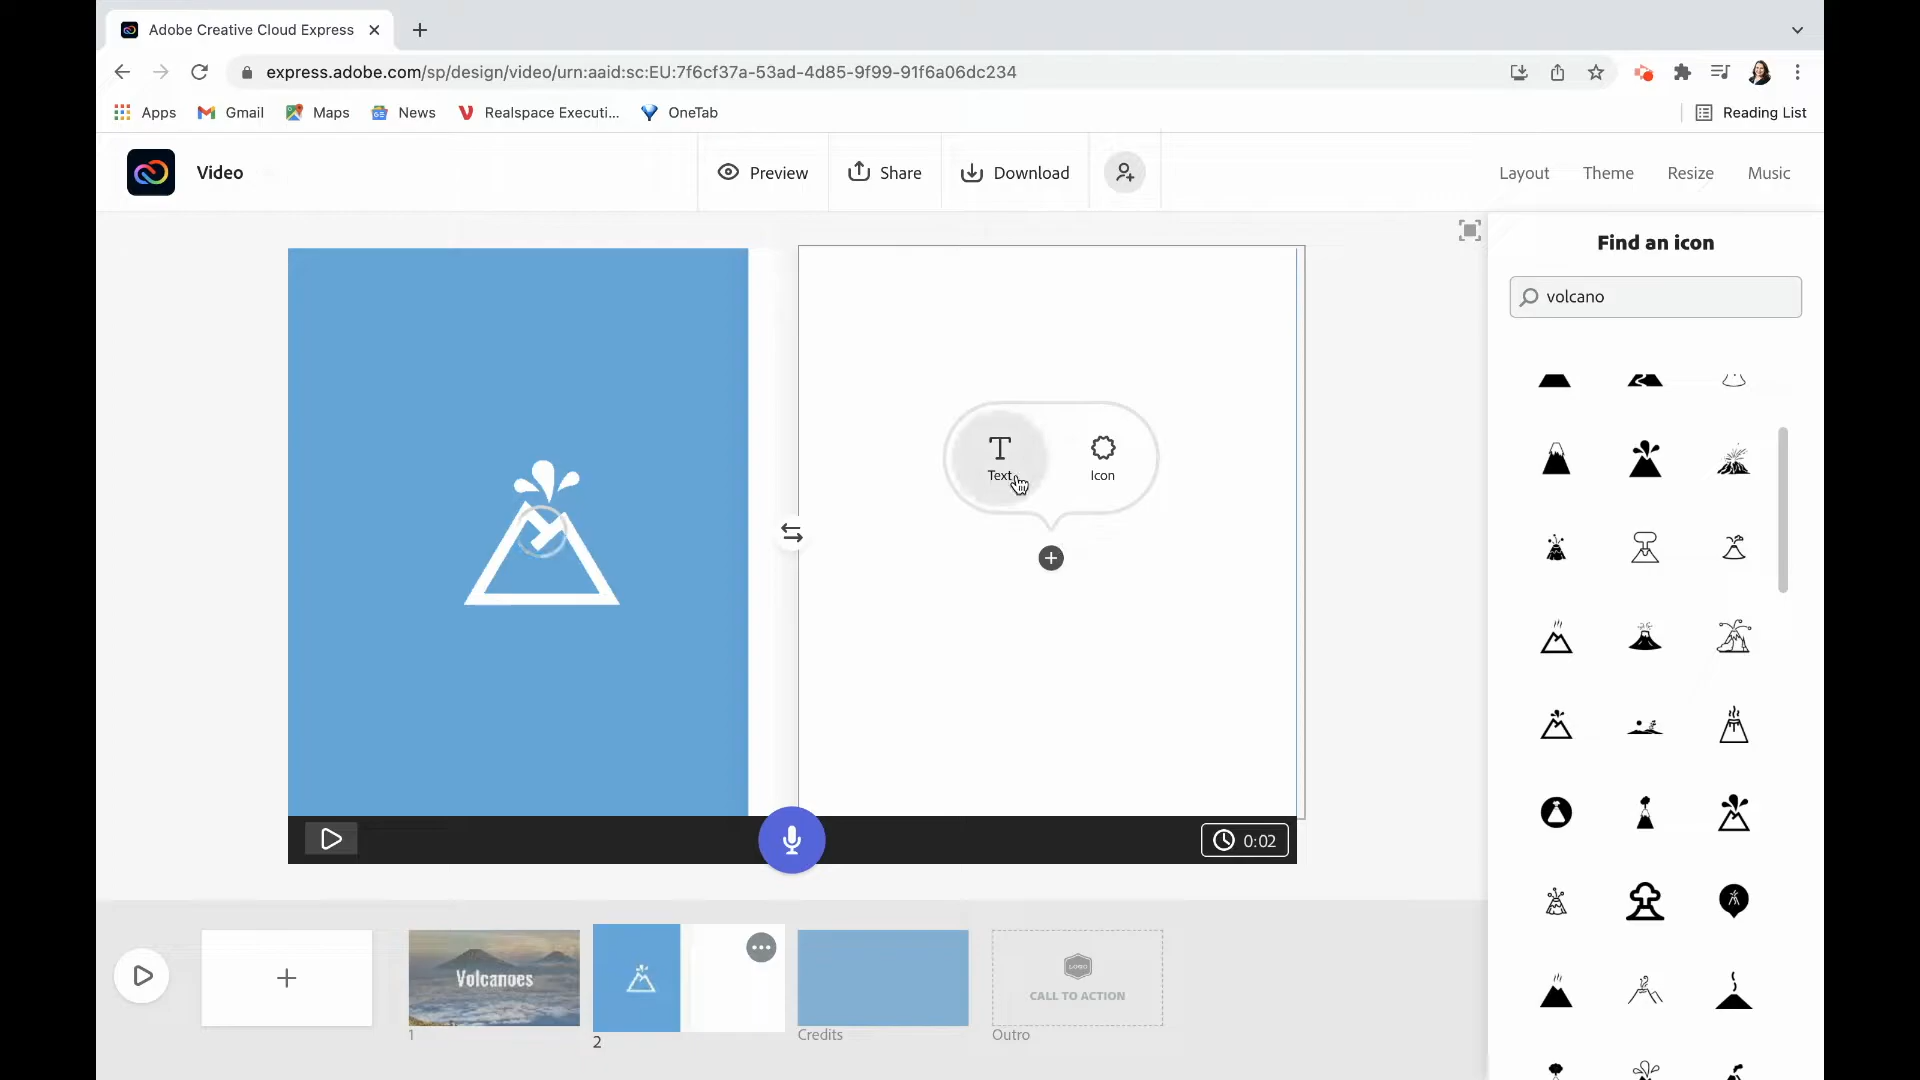 Adobe Creative Cloud Express
express.adobe.com/sp/design/video/urn:aaid:sc:EU:7f6cf37a-53ad-4d85-9f99-91f6a06dc234
Apps
Gmail
Maps
News
Realspace Executi...
OneTab
Reading List
Video
Preview
Share
Download
Layout
Theme
Resize
Music
Find an icon
volcano
Text
Icon
0:02
Volcanoes
LOGO
CALL TO ACTION
1
2
Credits
Outro